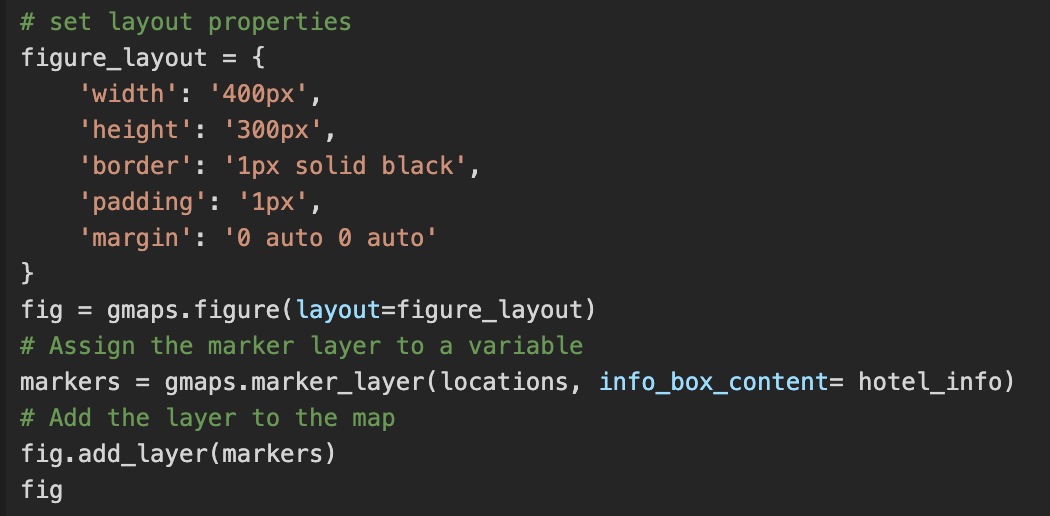 # set layout properties
figure_layout = {
    'width': '400px',
    'height': '300px',
    'border': '1px solid black',
    'padding': '1px',
    'margin': '0 auto 0 auto'
}
fig = gmaps.figure(layout=figure_layout)
# Assign the marker layer to a variable
markers = gmaps.marker_layer(locations, info_box_content= hotel_info)
# Add the layer to the map
fig.add_layer(markers)
fig